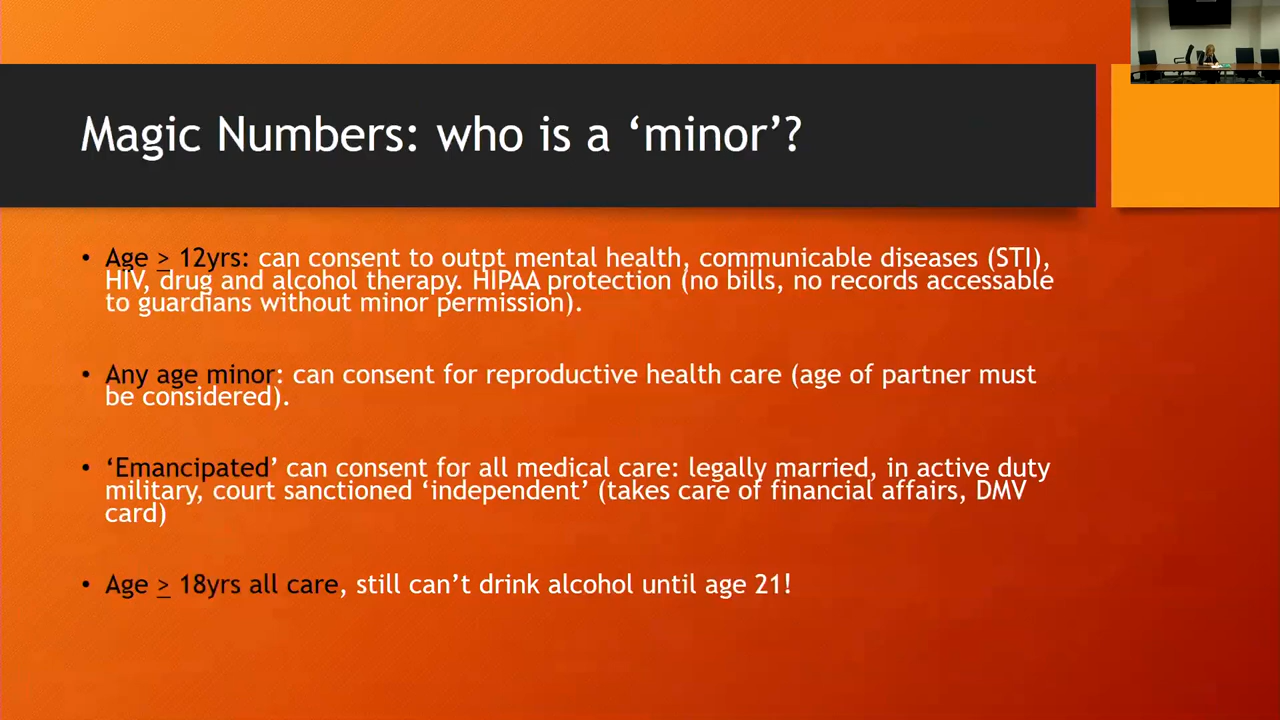 Magic Numbers: who is a ‘minor’?
• Age ≥ 12yrs: can consent to outpt mental health, communicable diseases (STI),
HIV, drug and alcohol therapy. HIPAA protection (no bills, no records accessable
to guardians without minor permission).
• Any age minor: can consent for reproductive health care (age of partner must
be considered).
• ‘Emancipated’ can consent for all medical care: legally married, in active duty
military, court sanctioned ‘independent’ (takes care of financial affairs, DMV
card)
• Age ≥ 18yrs all care, still can’t drink alcohol until age 21!